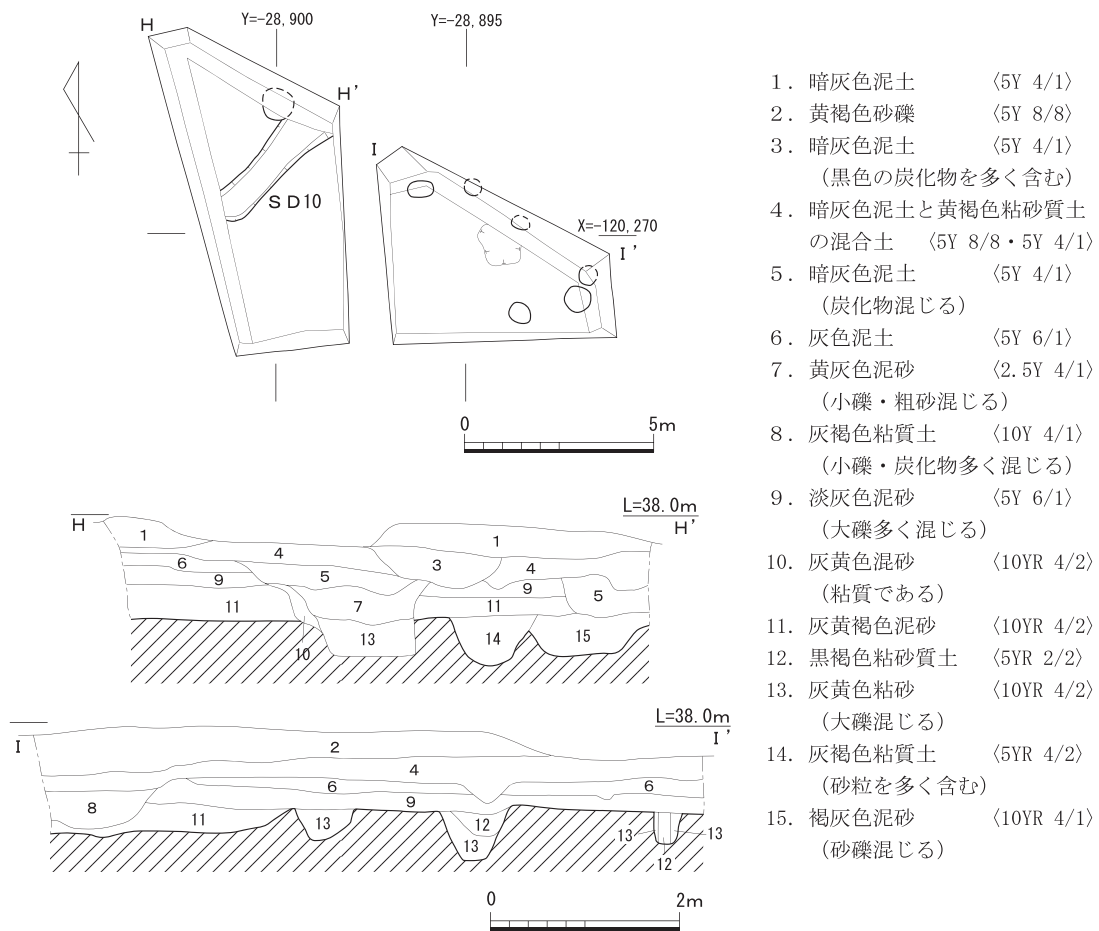 H
Y=-28,900
Y=-28,895
H'
I
SD10
X=-120,270
I'
0 5m
L=38.0m
H
H'
1
1
4
3
4
6
5
9
9
5
7
11
11
13
14
15
10
L=38.0m
I
I'
2
4
6
6
9
8
11
13
12
13
13
13
12
0 2m
1. 暗灰色泥土 〈5Y 4/1〉
2. 黄褐色砂礫 〈5Y 8/8〉
3. 暗灰色泥土 〈5Y 4/1〉
(黒色の炭化物を多く含む)
4. 暗灰色泥土と黄褐色粘砂質土
の混合土 〈5Y 8/8・5Y 4/1〉
5. 暗灰色泥土 〈5Y 4/1〉
(炭化物混じる)
6. 灰色泥土 〈5Y 6/1〉
7. 黄灰色泥砂 〈2.5Y 4/1〉
(小礫・粗砂混じる)
8. 灰褐色粘質土 〈10Y 4/1〉
(小礫・炭化物多く混じる)
9. 淡灰色泥砂 〈5Y 6/1〉
(大礫多く混じる)
10. 灰黄色混砂 〈10YR 4/2〉
(粘質である)
11. 灰黄褐色泥砂 〈10YR 4/2〉
12. 黒褐色粘砂質土 〈5YR 2/2〉
13. 灰黄色粘砂 〈10YR 4/2〉
(大礫混じる)
14. 灰褐色粘質土 〈5YR 4/2〉
(砂粒を多く含む)
15. 褐灰色泥砂 〈10YR 4/1〉
(砂礫混じる)